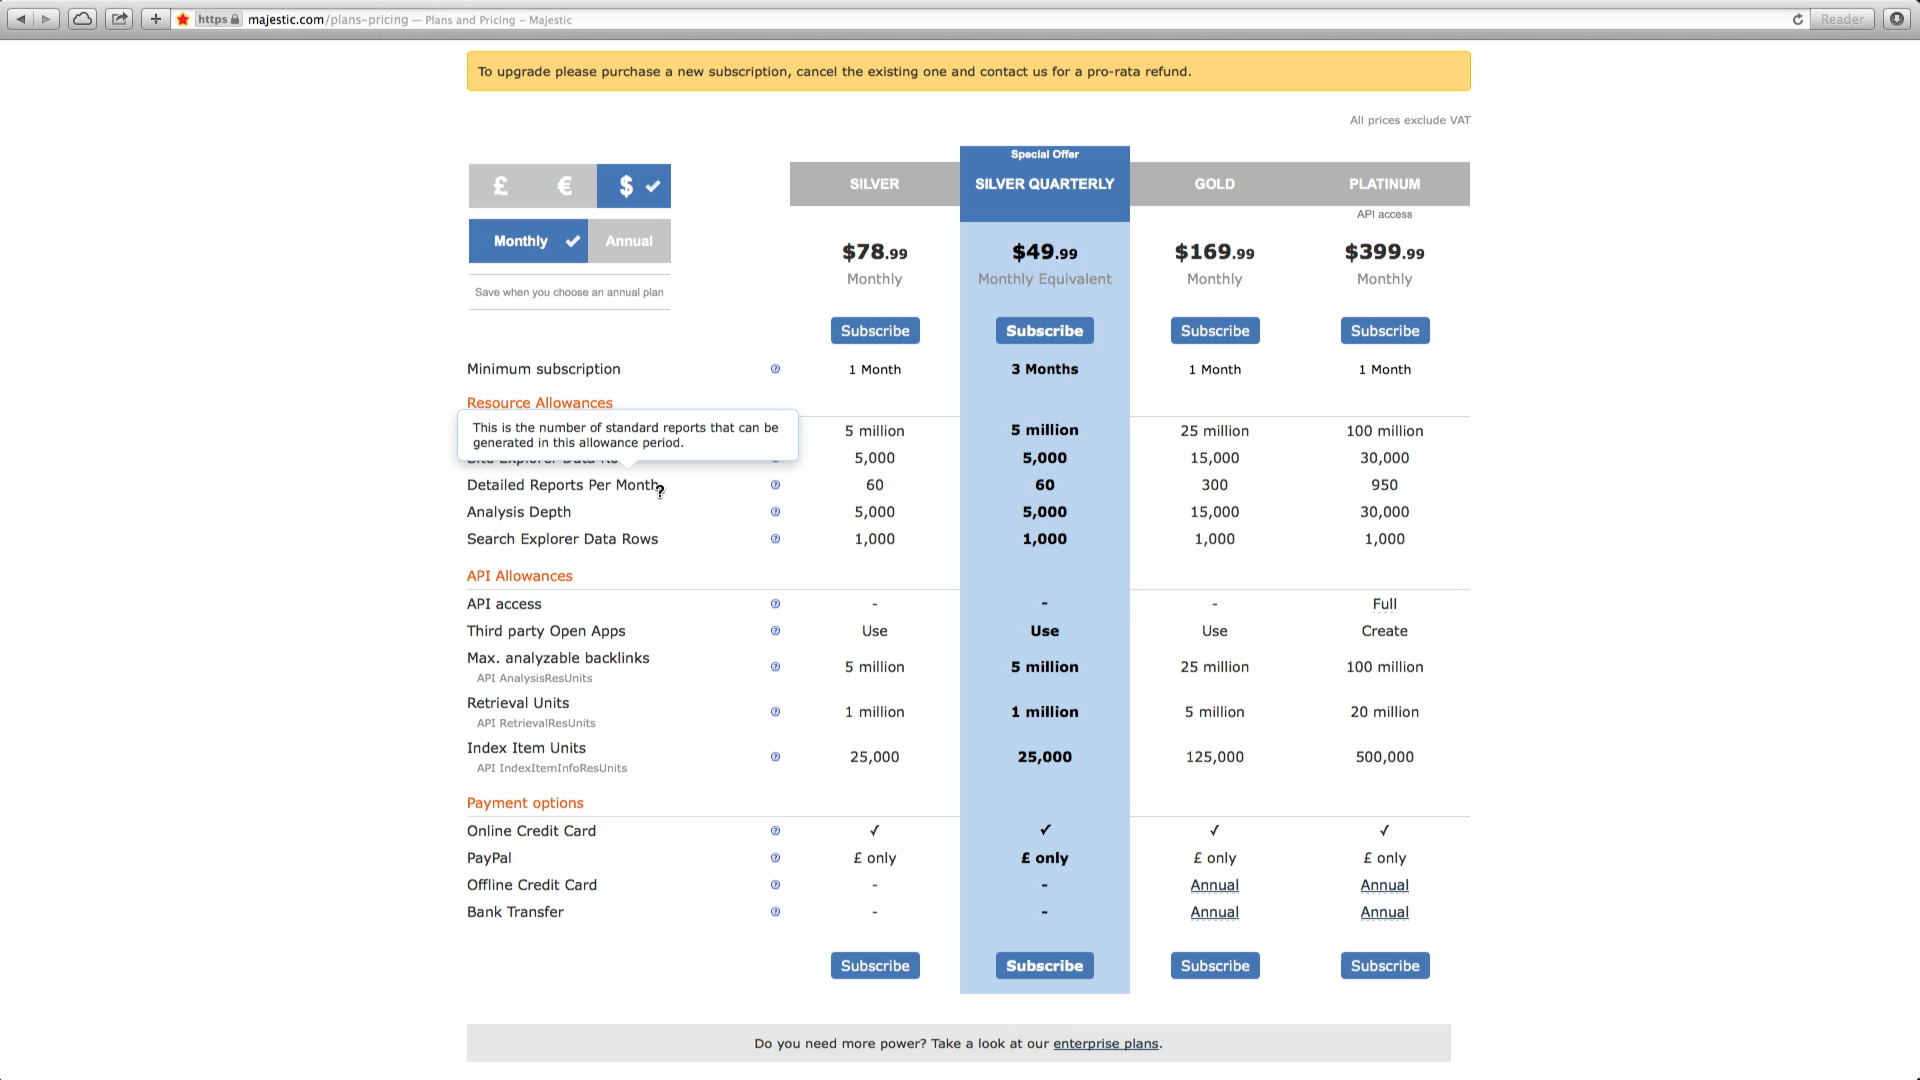 https majestic.com/plans-pricing — Plans and Pricing – Majestic
Reader
To upgrade please purchase a new subscription, cancel the existing one and contact us for a pro-rata refund.
All prices exclude VAT
£ € $ ✓
Monthly ✓ Annual
Save when you choose an annual plan
Special Offer
SILVER SILVER QUARTERLY GOLD PLATINUM
API access
$78.99 $49.99 $169.99 $399.99
Monthly Monthly Equivalent Monthly Monthly
Subscribe Subscribe Subscribe Subscribe
Minimum subscription 1 Month 3 Months 1 Month 1 Month
Resource Allowances
This is the number of standard reports that can be
generated in this allowance period.
5 million 5 million 25 million 100 million
5,000 5,000 15,000 30,000
Detailed Reports Per Month 60 60 300 950
Analysis Depth 5,000 5,000 15,000 30,000
Search Explorer Data Rows 1,000 1,000 1,000 1,000
API Allowances
API access - - - Full
Third party Open Apps Use Use Use Create
Max. analyzable backlinks 5 million 5 million 25 million 100 million
API AnalysisResUnits
Retrieval Units 1 million 1 million 5 million 20 million
API RetrievalResUnits
Index Item Units 25,000 25,000 125,000 500,000
API IndexItemInfoResUnits
Payment options
Online Credit Card ✓ ✓ ✓ ✓
PayPal £ only £ only £ only £ only
Offline Credit Card - - Annual Annual
Bank Transfer - - Annual Annual
Subscribe Subscribe Subscribe Subscribe
Do you need more power? Take a look at our enterprise plans.